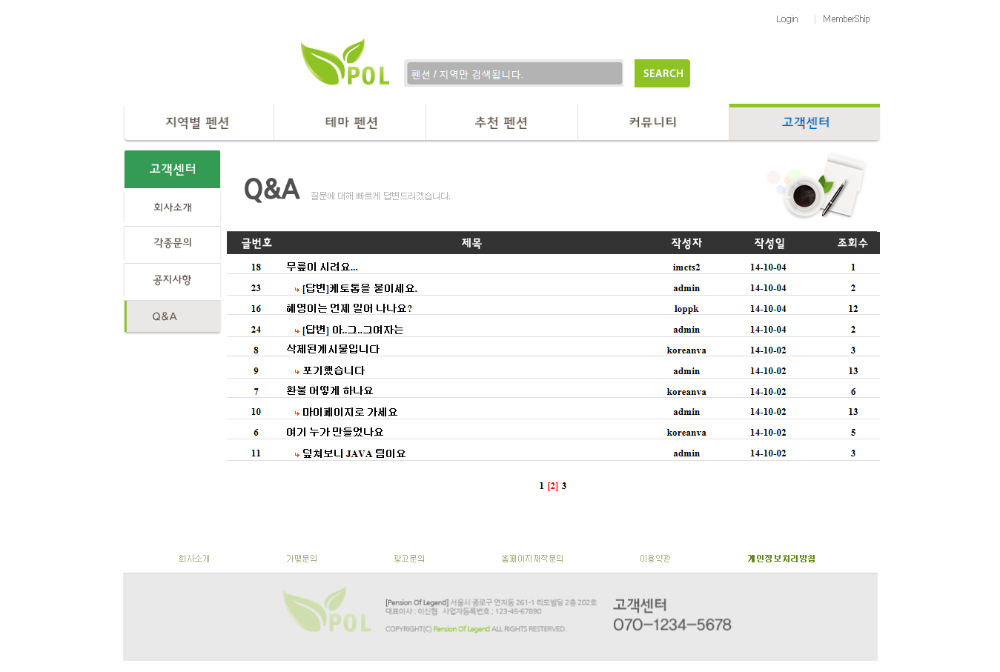 Login | MemberShip
POL
펜션 / 지역만 검색됩니다.
SEARCH
지역별 펜션 테마 펜션 추천 펜션 커뮤니티 고객센터
고객센터
회사소개
각종문의
공지사항
Q&A
Q&A 질문에 대해 빠르게 답변드리겠습니다.
글번호 제목 작성자 작성일 조회수
18 무릎이 시려요... imcts2 14-10-04 1
23 [답변]케토톱을 붙이세요. admin 14-10-04 2
16 혜영이는 언제 일어 나나요? loppk 14-10-04 12
24 [답변] 아..그..그여자는 admin 14-10-04 2
8 삭제된게시물입니다 koreanva 14-10-02 3
9 포기했습니다 admin 14-10-02 13
7 환불 어떻게 하나요 koreanva 14-10-02 6
10 마이페이지로 가세요 admin 14-10-02 13
6 여기 누가 만들었나요 koreanva 14-10-02 5
11 덮쳐보니 JAVA 팀이요 admin 14-10-02 3
1 [2] 3
회사소개 가맹문의 광고문의 홈페이지제작문의 이용약관 개인정보처리방침
POL
[Pension Of Legend] 서울시 종로구 연지동 261-1 리도빌딩 2층 202호
대표이사 : 이신협 사업자등록번호 ; 123-45-67890
COPYRIGHT(C) Pension Of Legend ALL RIGHTS RESTERVED.
고객센터
070-1234-5678